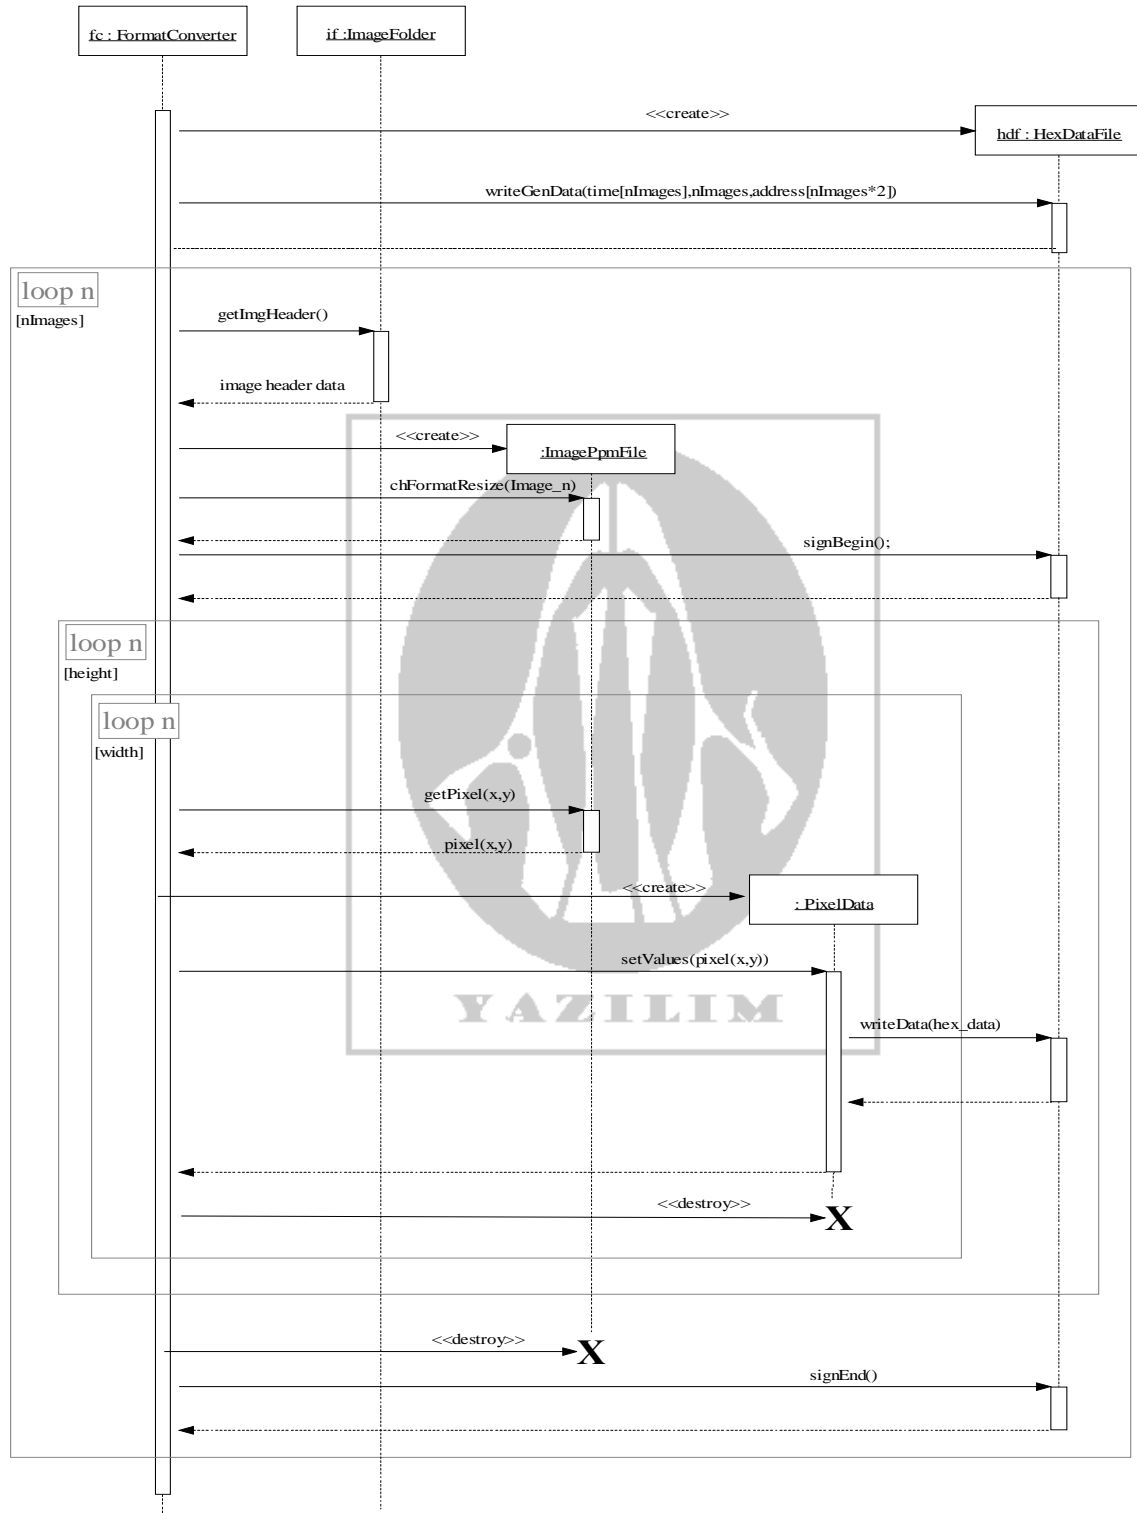 fc : FormatConverter
if :ImageFolder
<<create>>
hdf : HexDataFile
writeGenData(time[nImages],nImages,address[nImages*2])
loop n
[nImages]
getImgHeader()
image header data
<<create>>
:ImagePpmFile
chFormatResize(Image_n)
signBegin();
loop n
[height]
loop n
[width]
getPixel(x,y)
pixel(x,y)
<<create>>
: PixelData
setValues(pixel(x,y))
YAZILIM
writeData(hex_data)
<<destroy>>
X
<<destroy>>
X
signEnd()